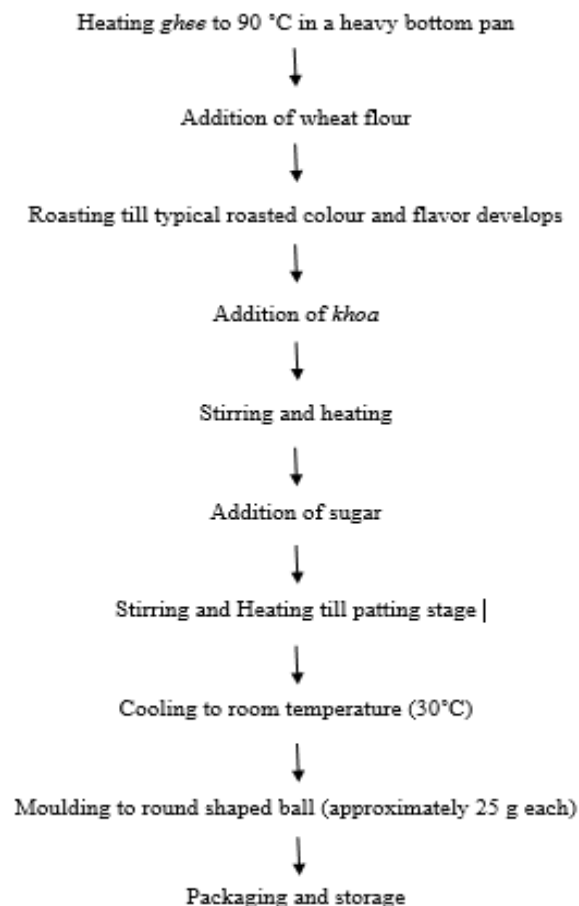 Heating ghee to 90 °C in a heavy bottom pan
Addition of wheat flour
Roasting till typical roasted colour and flavor develops
Addition of khoa
Stirring and heating
Addition of sugar
Stirring and Heating till patting stage
Cooling to room temperature (30°C)
Moulding to round shaped ball (approximately 25 g each)
Packaging and storage